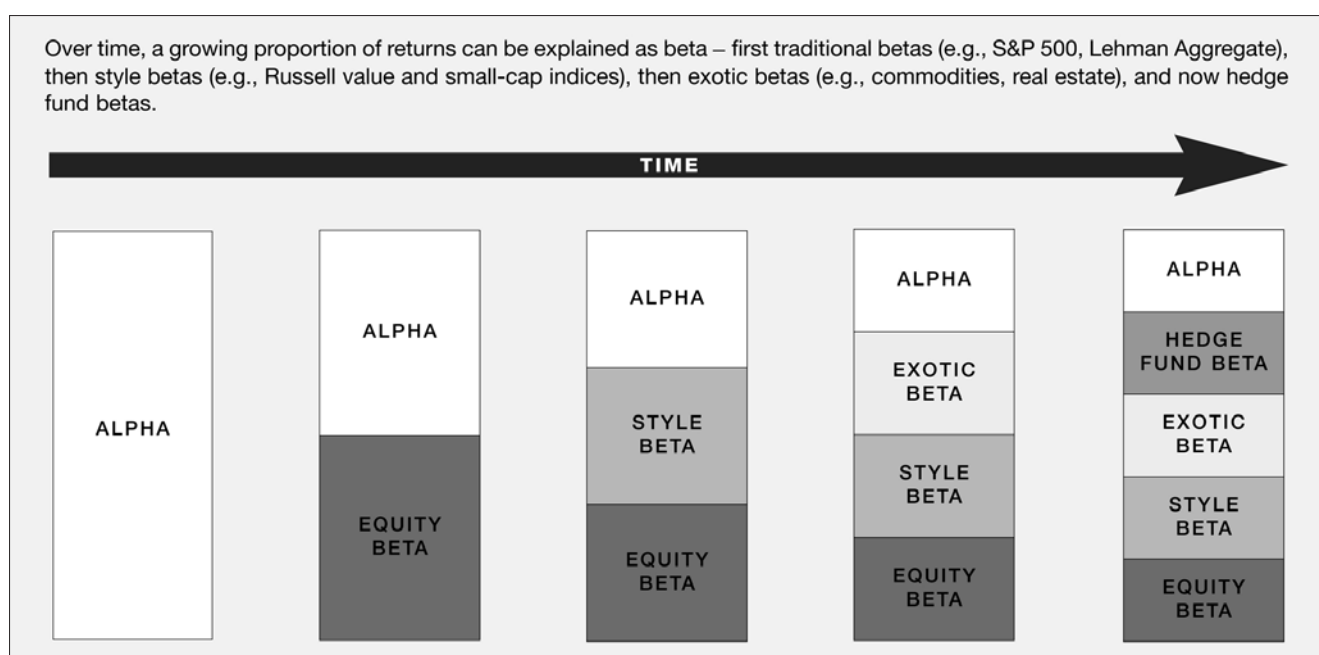 Over time, a growing proportion of returns can be explained as beta – first traditional betas (e.g., S&P 500, Lehman Aggregate),
then style betas (e.g., Russell value and small-cap indices), then exotic betas (e.g., commodities, real estate), and now hedge
fund betas.
TIME
ALPHA
ALPHA
EQUITY
BETA
ALPHA
STYLE
BETA
EQUITY
BETA
ALPHA
EXOTIC
BETA
STYLE
BETA
EQUITY
BETA
ALPHA
HEDGE
FUND BETA
EXOTIC
BETA
STYLE
BETA
EQUITY
BETA